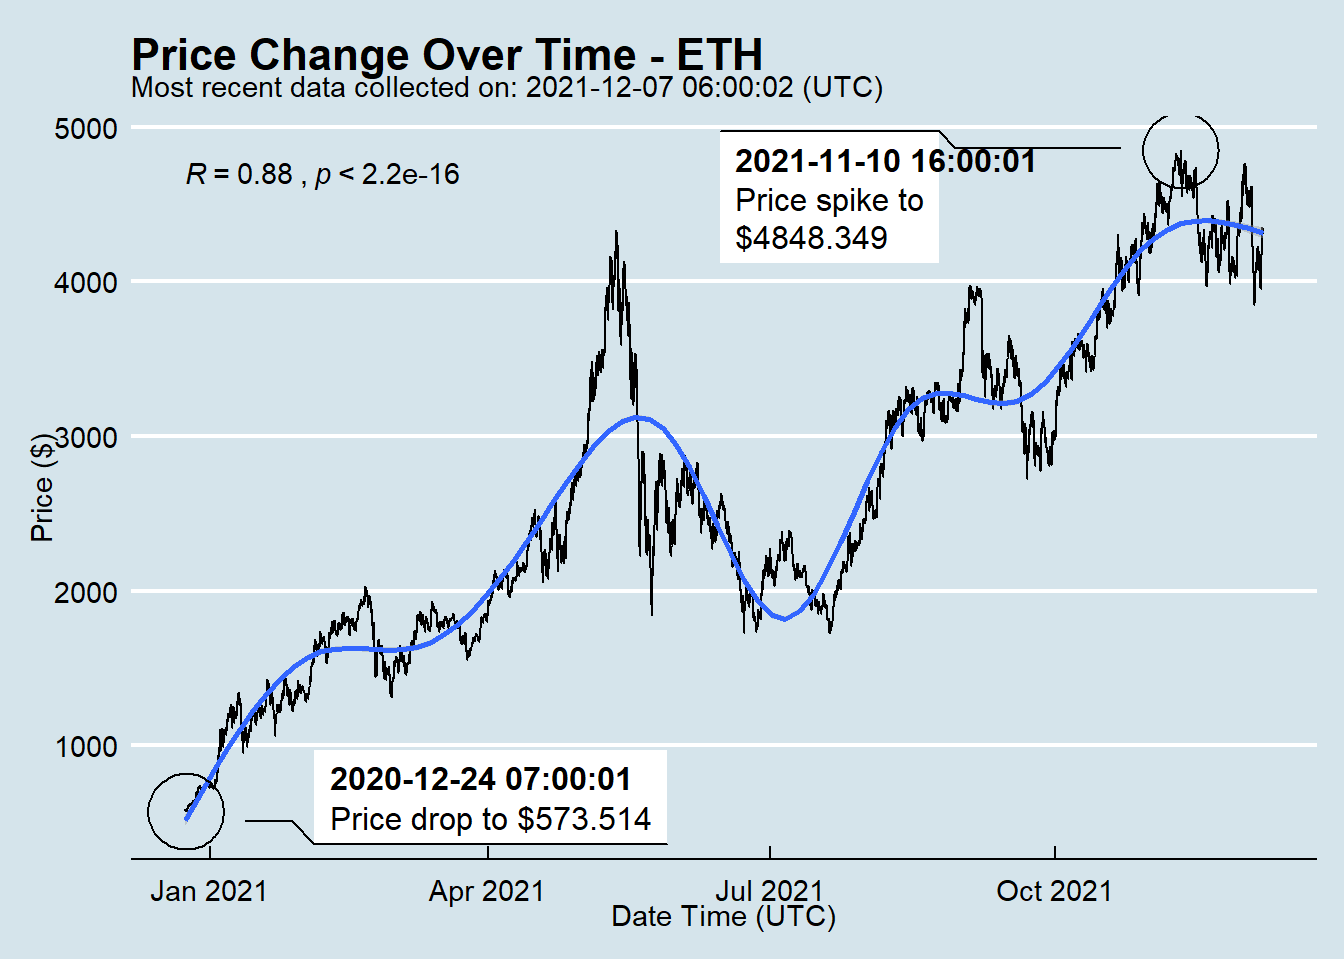 Price Change Over Time - ETH
Most recent data collected on: 2021-12-07 06:00:02 (UTC)
5000
R = 0.88 , p < 2.2e-16
2021-11-10 16:00:01
Price spike to
$4848.349
4000
3000
Price ($)
2000
1000
2020-12-24 07:00:01
Price drop to $573.514
Jan 2021
Apr 2021
Jul 2021
Oct 2021
Date Time (UTC)